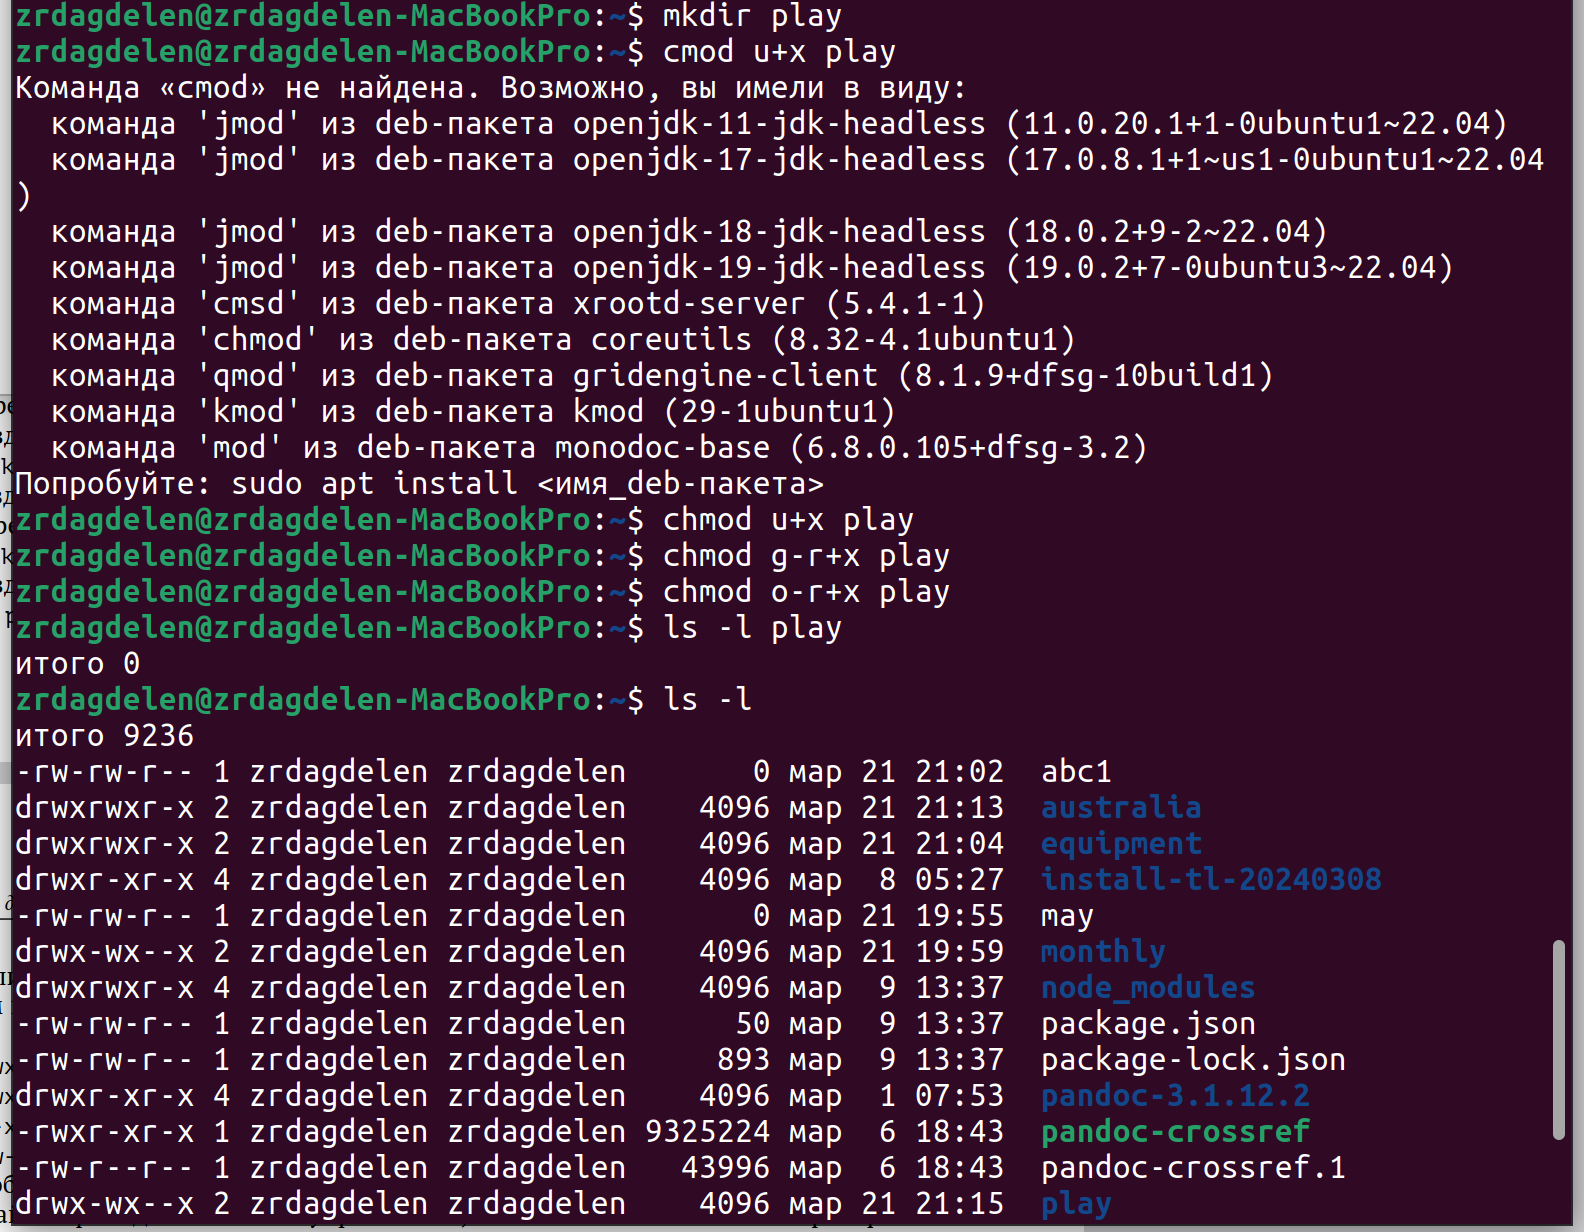 zrdagdelen@zrdagdelen-MacBookPro:~$ mkdir play
zrdagdelen@zrdagdelen-MacBookPro:~$ cmod u+x play
Команда «cmod» не найдена. Возможно, вы имели в виду:
  команда 'jmod' из deb-пакета openjdk-11-jdk-headless (11.0.20.1+1-0ubuntu1~22.04)
  команда 'jmod' из deb-пакета openjdk-17-jdk-headless (17.0.8.1+1~us1-0ubuntu1~22.04
)
  команда 'jmod' из deb-пакета openjdk-18-jdk-headless (18.0.2+9-2~22.04)
  команда 'jmod' из deb-пакета openjdk-19-jdk-headless (19.0.2+7-0ubuntu3~22.04)
  команда 'cmsd' из deb-пакета xrootd-server (5.4.1-1)
  команда 'chmod' из deb-пакета coreutils (8.32-4.1ubuntu1)
  команда 'qmod' из deb-пакета gridengine-client (8.1.9+dfsg-10build1)
  команда 'kmod' из deb-пакета kmod (29-1ubuntu1)
  команда 'mod' из deb-пакета monodoc-base (6.8.0.105+dfsg-3.2)
Попробуйте: sudo apt install <имя_deb-пакета>
zrdagdelen@zrdagdelen-MacBookPro:~$ chmod u+x play
zrdagdelen@zrdagdelen-MacBookPro:~$ chmod g-r+x play
zrdagdelen@zrdagdelen-MacBookPro:~$ chmod o-r+x play
zrdagdelen@zrdagdelen-MacBookPro:~$ ls -l play
итого 0
zrdagdelen@zrdagdelen-MacBookPro:~$ ls -l
итого 9236
-rw-rw-r-- 1 zrdagdelen zrdagdelen       0 мар 21 21:02  abc1
drwxrwxr-x 2 zrdagdelen zrdagdelen    4096 мар 21 21:13  australia
drwxrwxr-x 2 zrdagdelen zrdagdelen    4096 мар 21 21:04  equipment
drwxr-xr-x 4 zrdagdelen zrdagdelen    4096 мар  8 05:27  install-tl-20240308
-rw-rw-r-- 1 zrdagdelen zrdagdelen       0 мар 21 19:55  may
drwx-wx--x 2 zrdagdelen zrdagdelen    4096 мар 21 19:59  monthly
drwxrwxr-x 4 zrdagdelen zrdagdelen    4096 мар  9 13:37  node_modules
-rw-rw-r-- 1 zrdagdelen zrdagdelen      50 мар  9 13:37  package.json
-rw-rw-r-- 1 zrdagdelen zrdagdelen     893 мар  9 13:37  package-lock.json
drwxr-xr-x 4 zrdagdelen zrdagdelen    4096 мар  1 07:53  pandoc-3.1.12.2
-rwxr-xr-x 1 zrdagdelen zrdagdelen 9325224 мар  6 18:43  pandoc-crossref
-rw-r--r-- 1 zrdagdelen zrdagdelen   43996 мар  6 18:43  pandoc-crossref.1
drwx-wx--x 2 zrdagdelen zrdagdelen    4096 мар 21 21:15  play